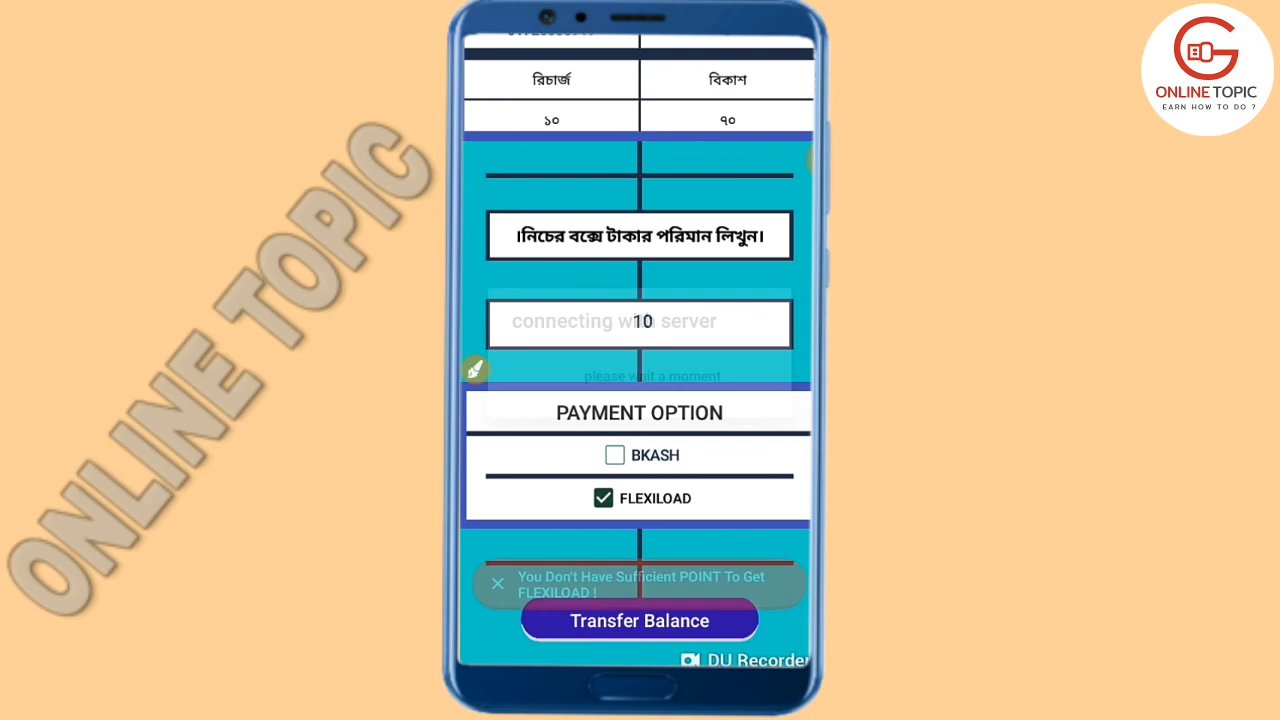 ONLINE TOPIC
EARN HOW TO DO ?
রিচার্জ
বিকাশ
১০
৭০
।নিচের বক্সে টাকার পরিমান লিখুন।
connecting with server
10
please wait a moment
PAYMENT OPTION
BKASH
FLEXILOAD
You Don't Have Sufficient POINT To Get
FLEXILOAD !
Transfer Balance
DU Recorder
ONLINE TOPIC